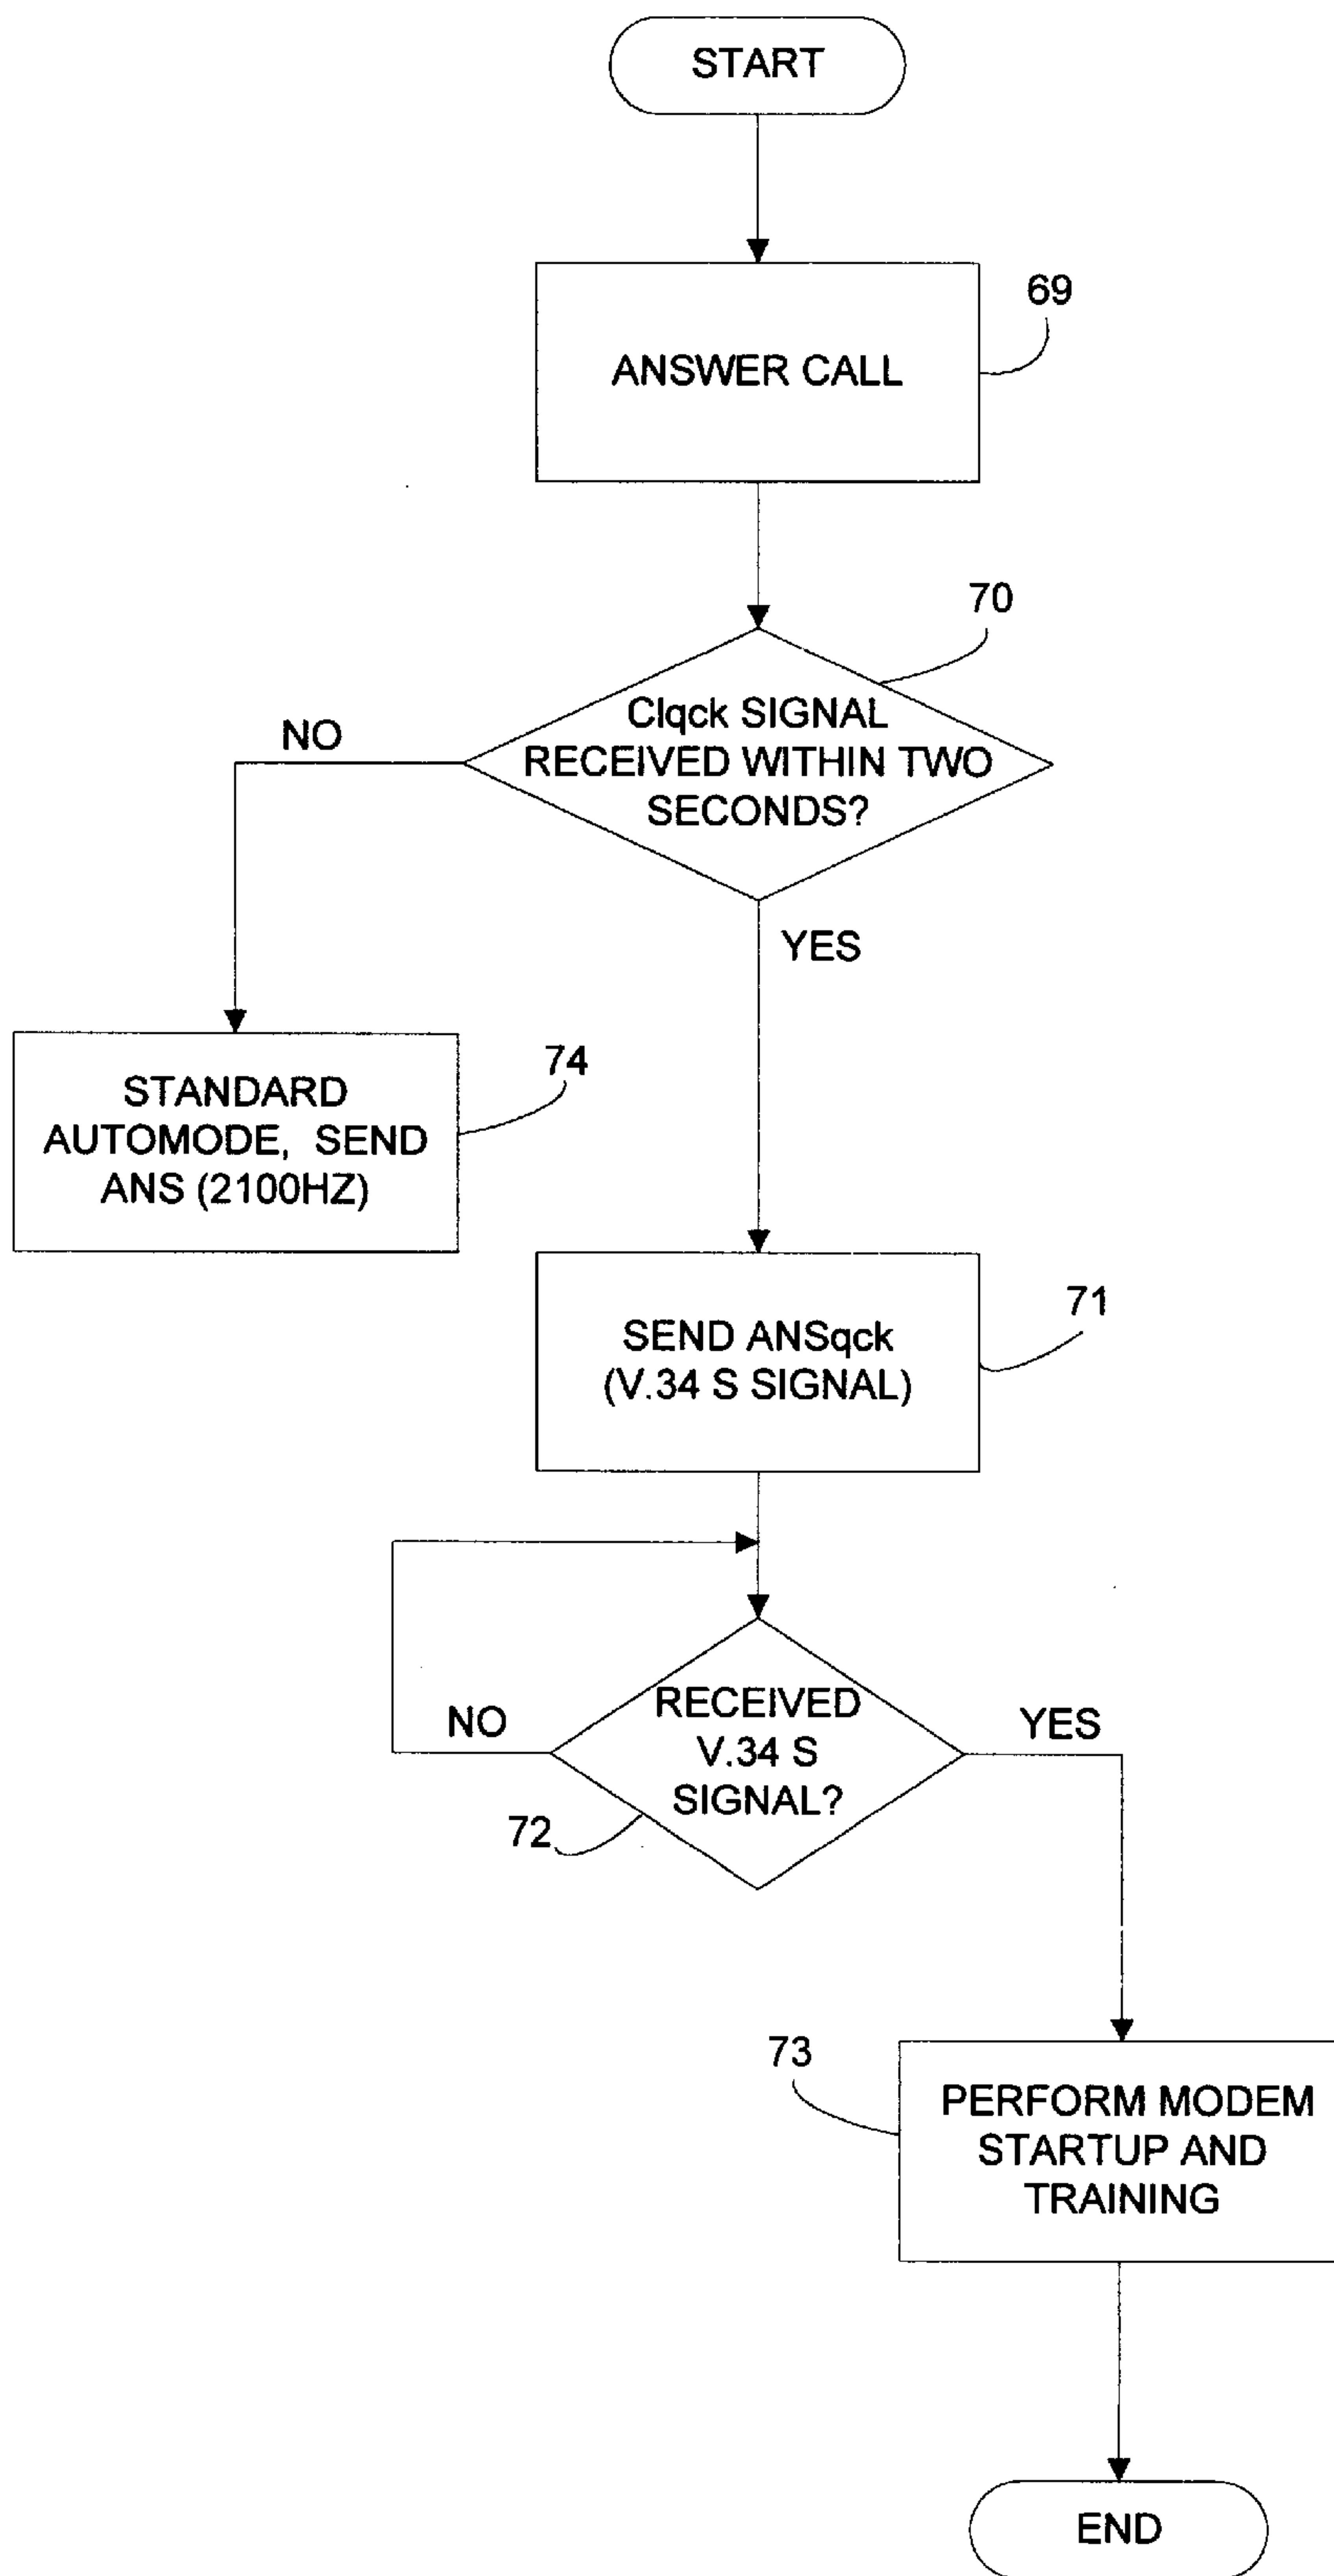 START
69
ANSWER CALL
70
CIqck SIGNAL
RECEIVED WITHIN TWO
SECONDS?
NO
YES
74
STANDARD
AUTOMODE, SEND
ANS (2100HZ)
71
SEND ANSqck
(V.34 S SIGNAL)
RECEIVED
V.34 S
SIGNAL?
NO
YES
72
73
PERFORM MODEM
STARTUP AND
TRAINING
END